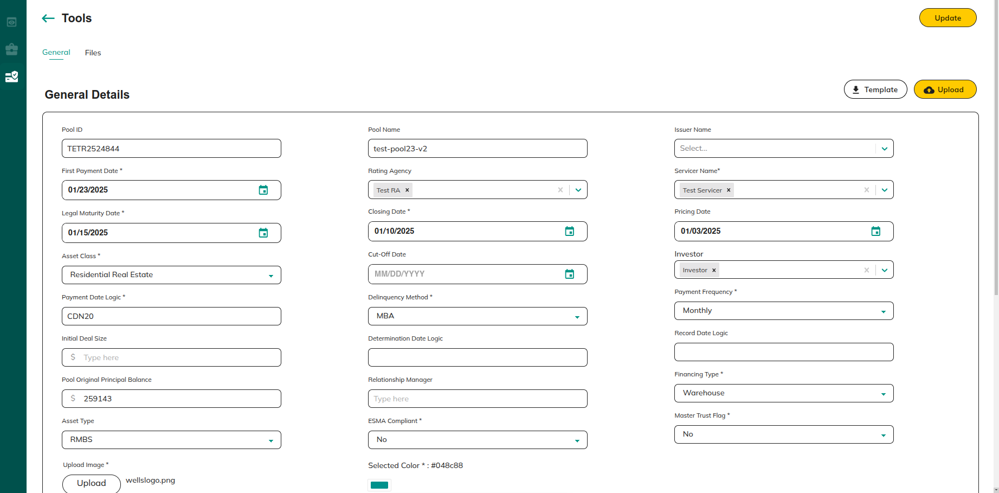 Tools
Update
General
Files
General Details
Template
Upload
Pool ID
Pool Name
Issuer Name
TETR2524844
test-pool23-v2
Select...
First Payment Date *
Rating Agency
Servicer Name*
01/23/2025
Test RA ×
Test Servicer ×
Legal Maturity Date *
Closing Date *
Pricing Date
01/15/2025
01/10/2025
01/03/2025
Asset Class *
Cut-Off Date
Investor
Residential Real Estate
MM/DD/YYYY
Investor ×
Payment Date Logic *
Delinquency Method *
Payment Frequency *
CDN20
MBA
Monthly
Initial Deal Size
Determination Date Logic
Record Date Logic
$ Type here
Pool Original Principal Balance
Relationship Manager
Financing Type *
$ 259143
Type here
Warehouse
Asset Type
ESMA Compliant *
Master Trust Flag *
RMBS
No
No
Upload Image *
Selected Color * : #048c88
Upload
wellslogo.png